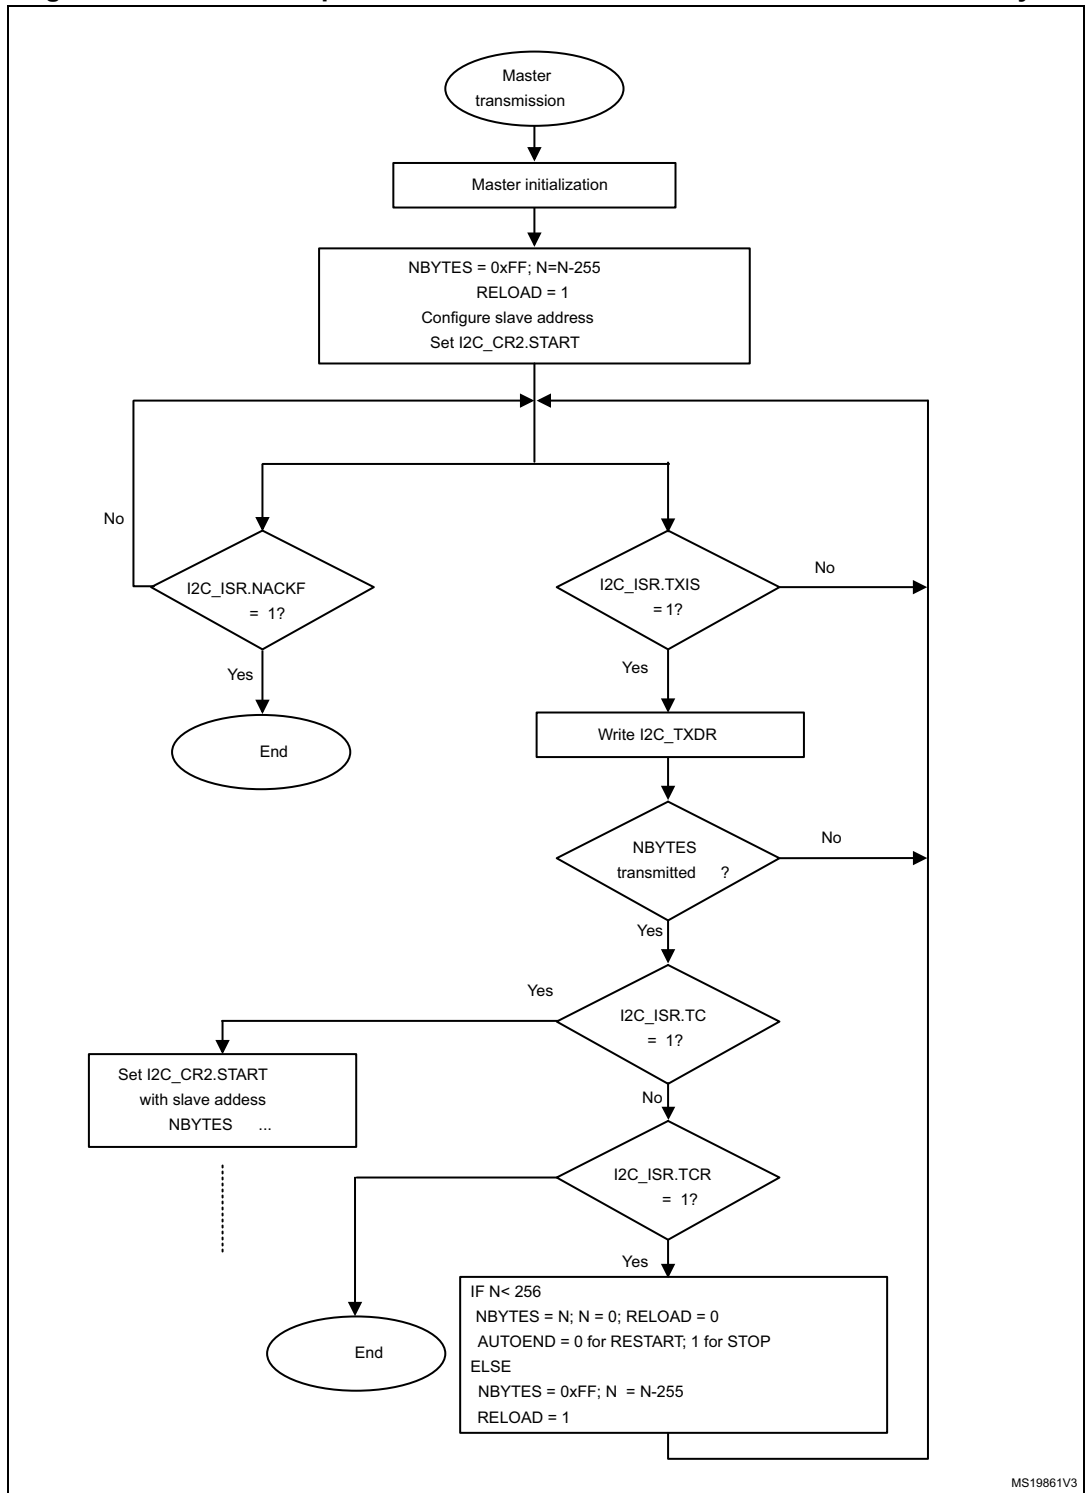 Master
transmission
Master initialization
NBYTES = 0xFF; N=N-255
RELOAD = 1
Configure slave address
Set I2C_CR2.START
No
I2C_ISR.NACKF
= 1?
Yes
End
I2C_ISR.TXIS
= 1?
No
Yes
Write I2C_TXDR
NBYTES
transmitted ?
No
Yes
I2C_ISR.TC
= 1?
Yes
Set I2C_CR2.START
with slave addess
NBYTES ...
No
I2C_ISR.TCR
= 1?
Yes
End
IF N< 256
NBYTES = N; N = 0; RELOAD = 0
AUTOEND = 0 for RESTART; 1 for STOP
ELSE
NBYTES = 0xFF; N = N-255
RELOAD = 1
MS19861V3